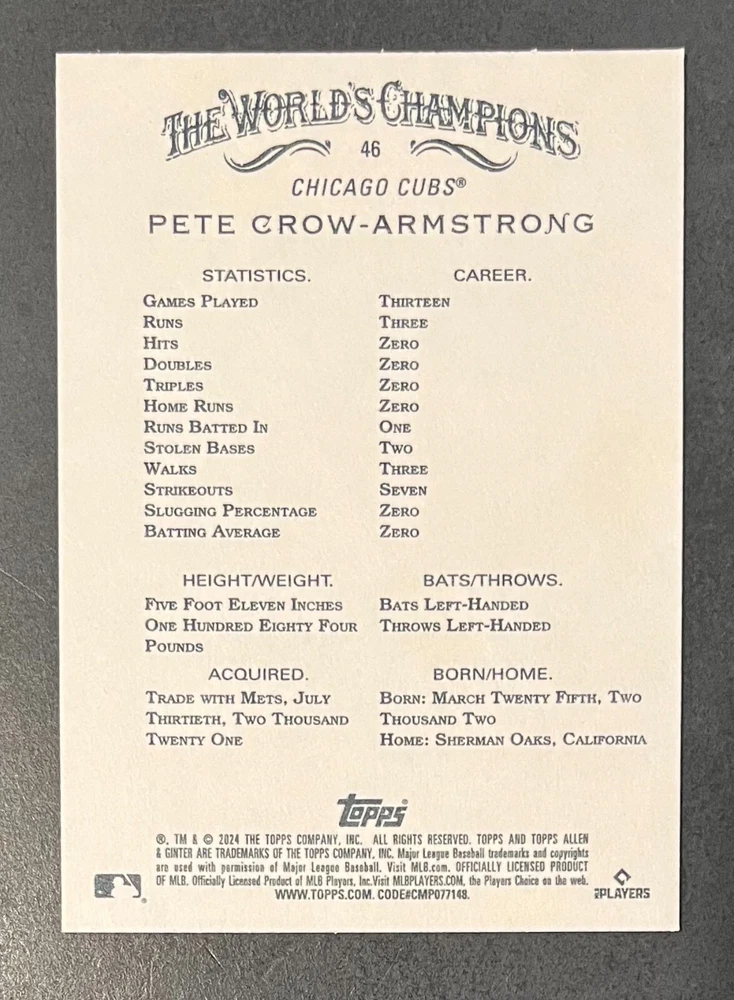 THE WORLD'S CHAMPIONS
46
CHICAGO CUBS®
PETE CROW-ARMSTRONG
STATISTICS. CAREER.
GAMES PLAYED THIRTEEN
RUNS THREE
HITS ZERO
DOUBLES ZERO
TRIPLES ZERO
HOME RUNS ZERO
RUNS BATTED IN ONE
STOLEN BASES TWO
WALKS THREE
STRIKEOUTS SEVEN
SLUGGING PERCENTAGE ZERO
BATTING AVERAGE ZERO
HEIGHT/WEIGHT.
FIVE FOOT ELEVEN INCHES
ONE HUNDRED EIGHTY FOUR
POUNDS
BATS/THROWS.
BATS LEFT-HANDED
THROWS LEFT-HANDED
ACQUIRED.
TRADE WITH METS, JULY
THIRTIETH, TWO THOUSAND
TWENTY ONE
BORN/HOME.
BORN: MARCH TWENTY FIFTH, TWO
THOUSAND TWO
HOME: SHERMAN OAKS, CALIFORNIA
topps
®, TM & © 2024 THE TOPPS COMPANY, INC. ALL RIGHTS RESERVED. TOPPS AND TOPPS ALLEN
& GINTER ARE TRADEMARKS OF THE TOPPS COMPANY, INC. Major League Baseball trademarks and copyrights
are used with permission of Major League Baseball. Visit MLB.com. OFFICIALLY LICENSED PRODUCT
OF MLB. Officially Licensed Product of MLB Players, Inc. Visit MLBPLAYERS.COM, the Players Choice on the web.
WWW.TOPPS.COM. CODE#CMP077148.
MLBPLAYERS